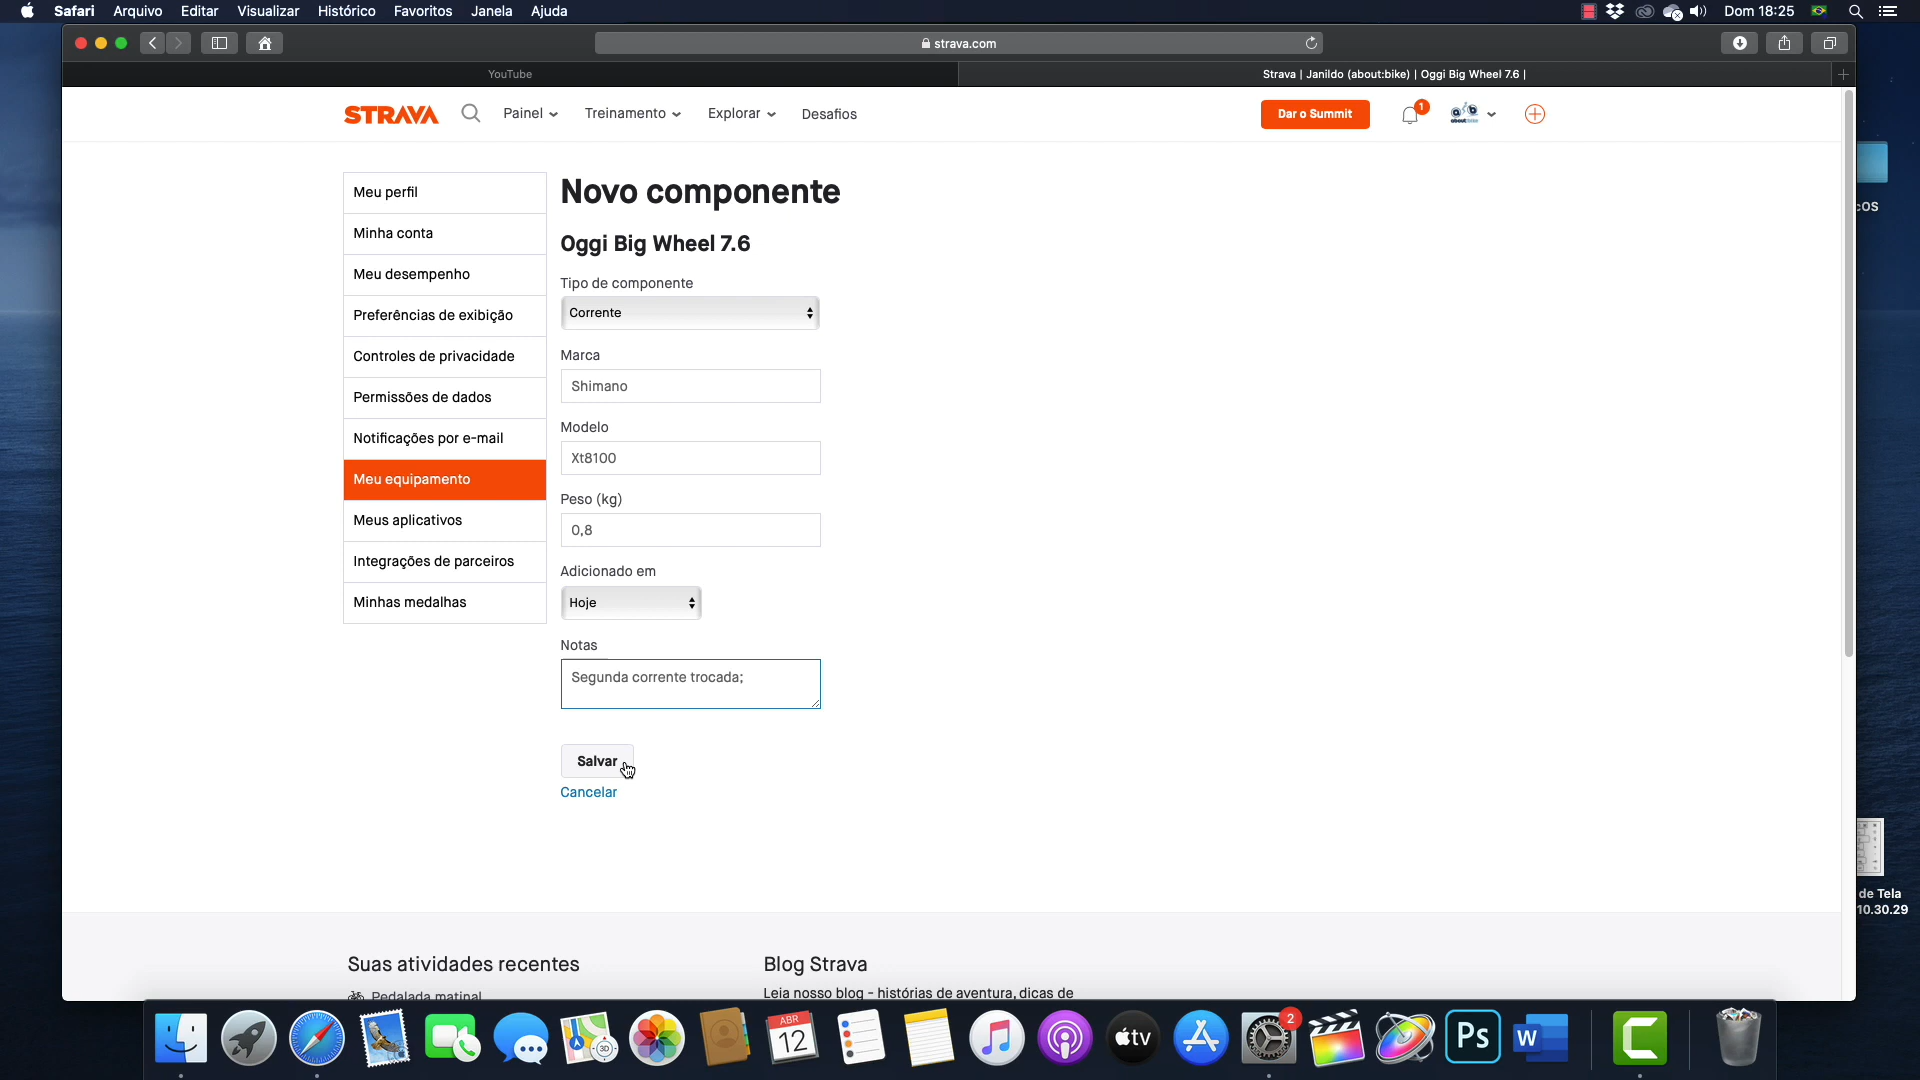 Safari Arquivo Editar Visualizar Histórico Favoritos Janela Ajuda Dom 18:25
strava.com
YouTube Strava | Janildo (about:bike) | Oggi Big Wheel 7.6 |
STRAVA Painel Treinamento Explorar Desafios Dar o Summit 1
Meu perfil
Minha conta
Meu desempenho
Preferências de exibição
Controles de privacidade
Permissões de dados
Notificações por e-mail
Meu equipamento
Meus aplicativos
Integrações de parceiros
Minhas medalhas
Novo componente
Oggi Big Wheel 7.6
Tipo de componente
Corrente
Marca
Shimano
Modelo
Xt8100
Peso (kg)
0,8
Adicionado em
Hoje
Notas
Segunda corrente trocada;
Salvar
Cancelar
de Tela
10.30.29
Suas atividades recentes
Pedalada matinal
Blog Strava
Leia nosso blog - histórias de aventura, dicas de
3D
ABR
12
tv
2
Ps
W
C